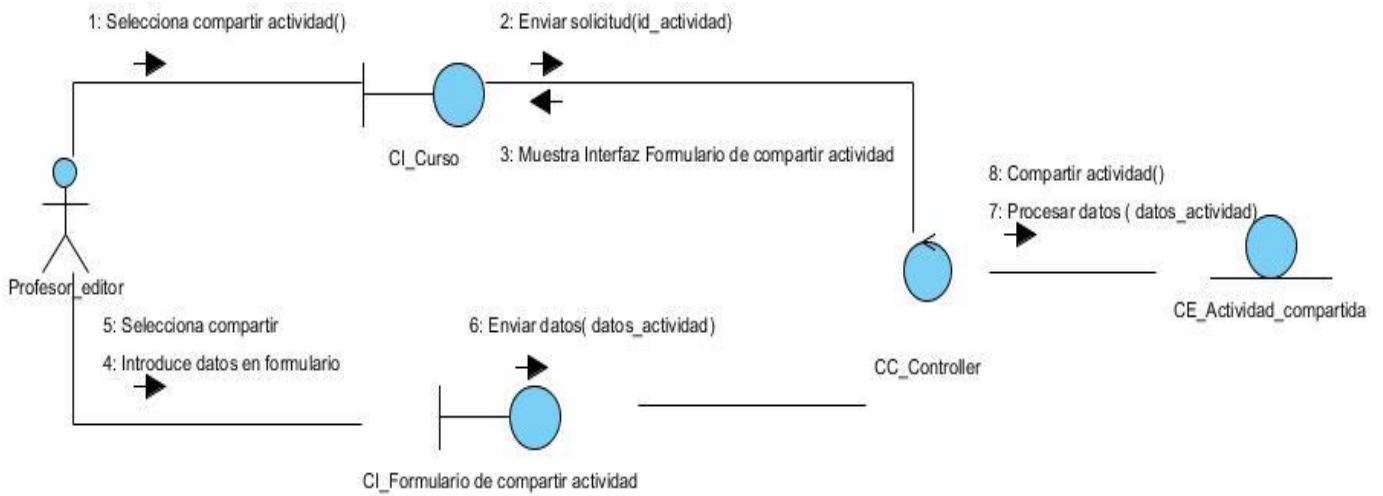 1: Selecciona compartir actividad()
2: Enviar solicitud(id_actividad)
CI_Curso
3: Muestra Interfaz Formulario de compartir actividad
8: Compartir actividad()
7: Procesar datos ( datos_actividad)
Profesor_editor
CE_Actividad_compartida
5: Selecciona compartir
4: Introduce datos en formulario
6: Enviar datos( datos_actividad)
CC_Controller
CI_Formulario de compartir actividad